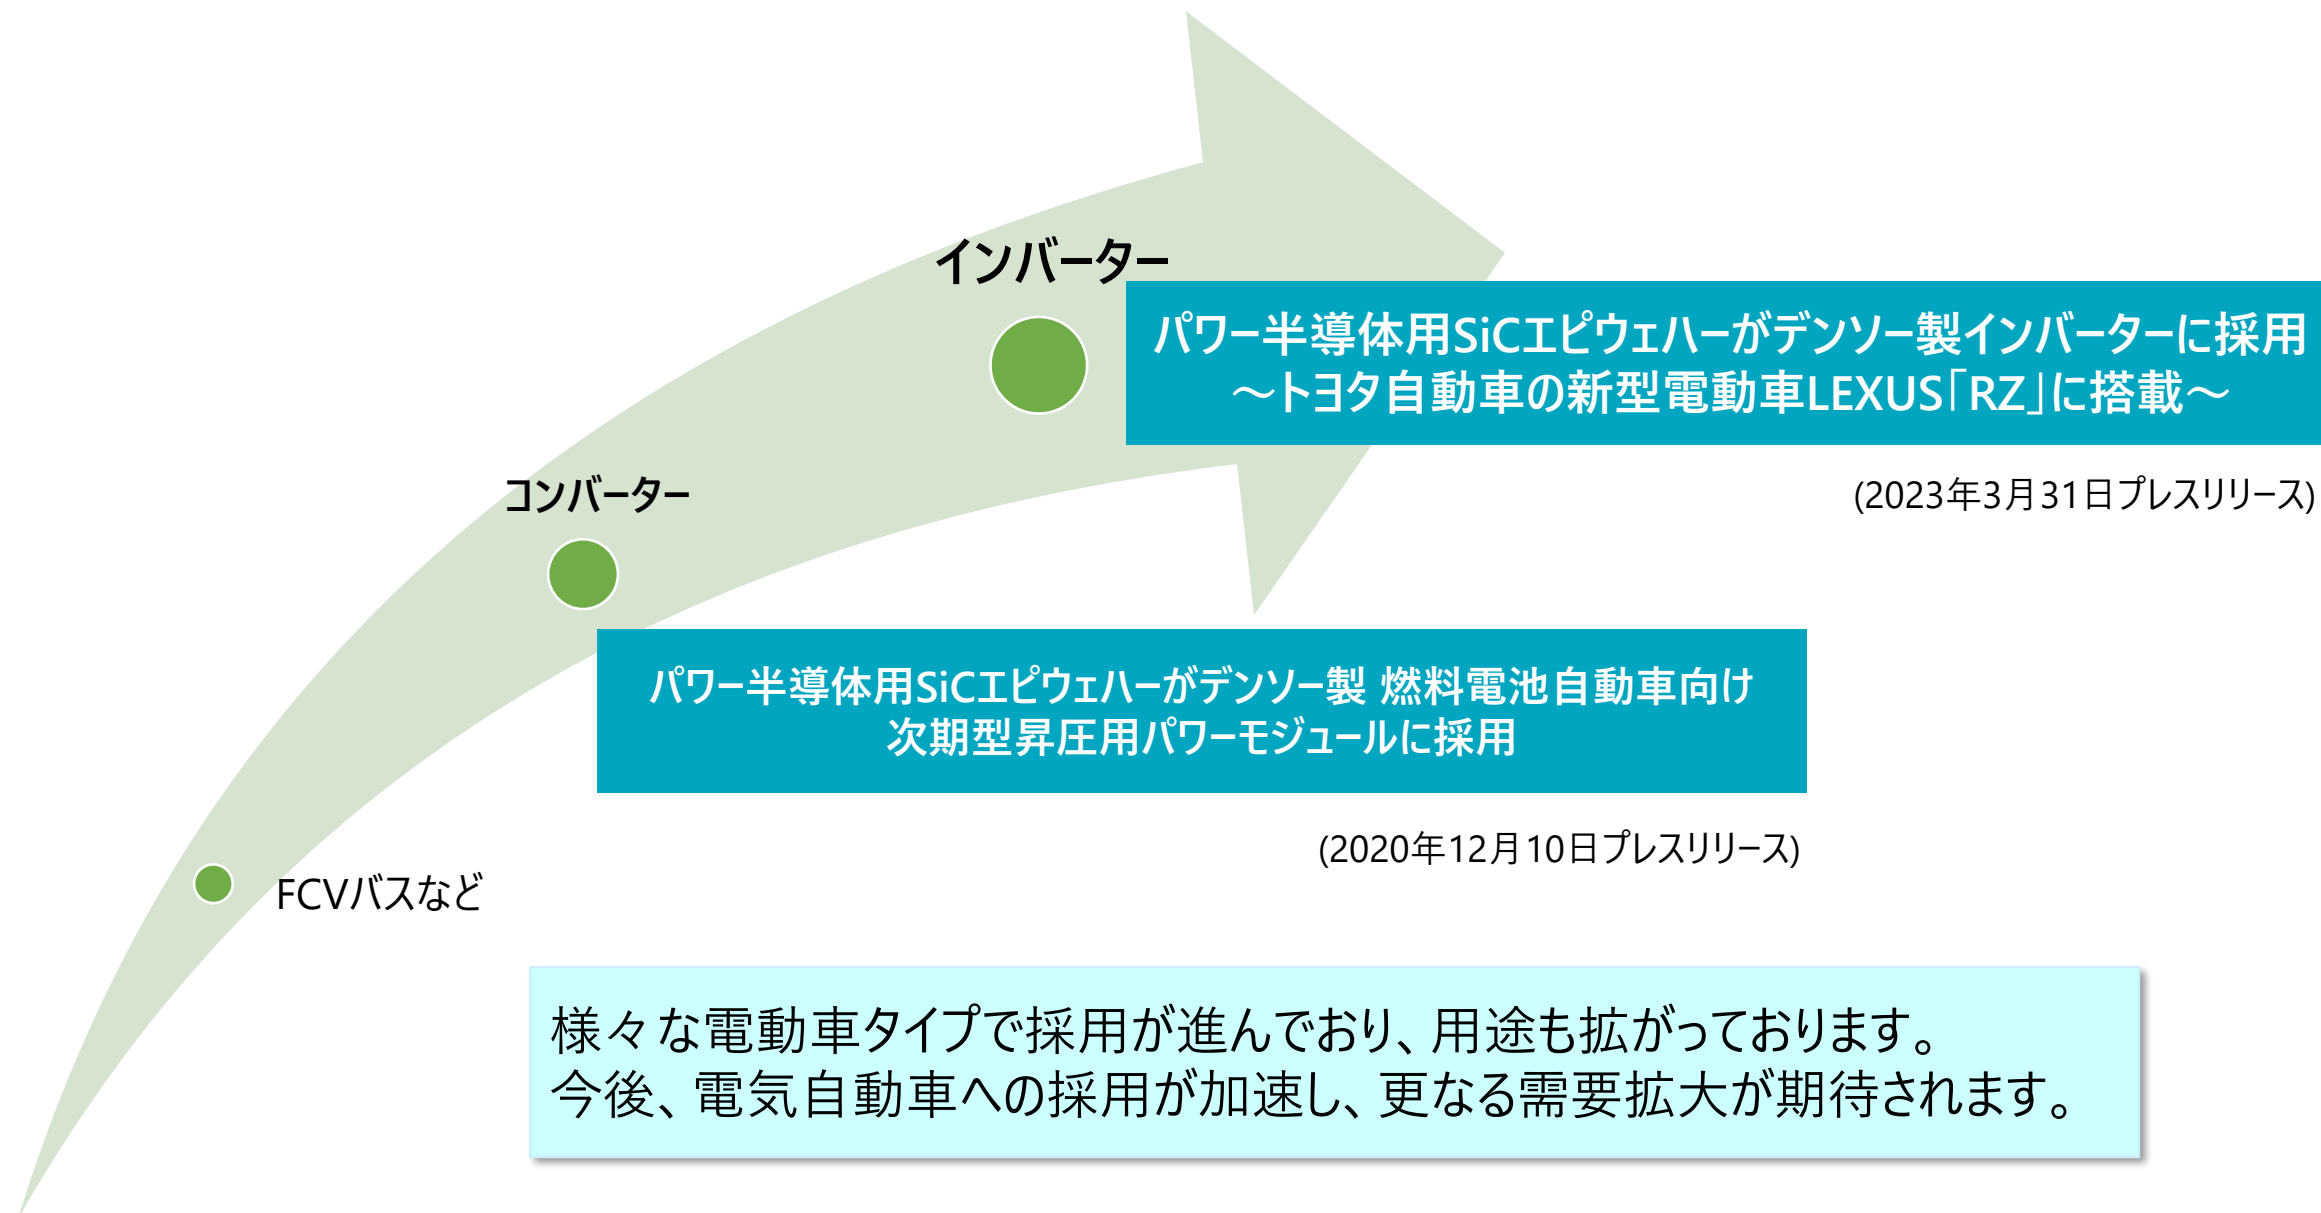 インバーター
パワー半導体用SiCエピウェハーがデンソー製インバーターに採用
～トヨタ自動車の新型電動車LEXUS「RZ」に搭載～
(2023年3月31日プレスリリース)
コンバーター
パワー半導体用SiCエピウェハーがデンソー製 燃料電池自動車向け
次期型昇圧用パワーモジュールに採用
(2020年12月10日プレスリリース)
FCVバスなど
様々な電動車タイプで採用が進んでおり、用途も拡がっております。
今後、電気自動車への採用が加速し、更なる需要拡大が期待されます。